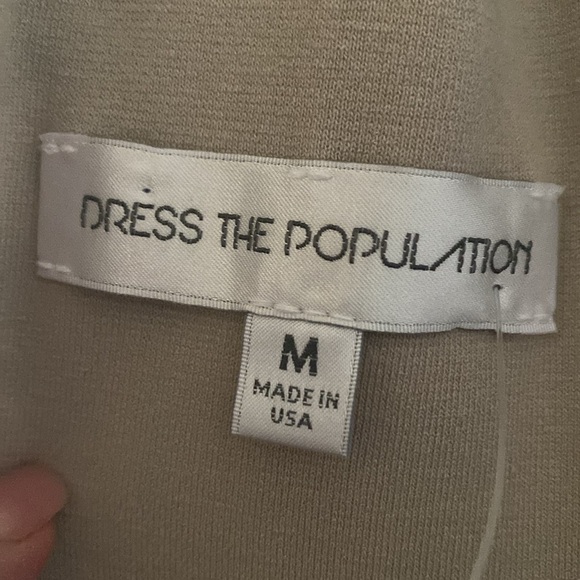 DRESS THE POPULATION
M
MADE IN
USA